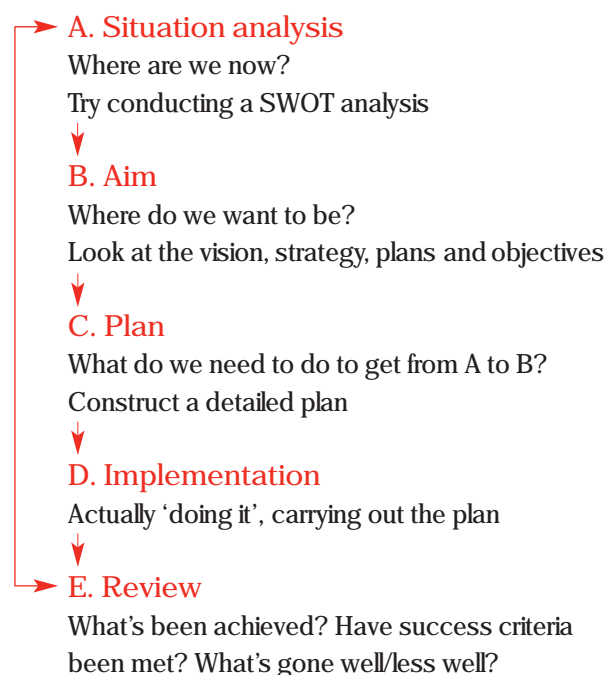 A. Situation analysis
Where are we now?
Try conducting a SWOT analysis
B. Aim
Where do we want to be?
Look at the vision, strategy, plans and objectives
C. Plan
What do we need to do to get from A to B?
Construct a detailed plan
D. Implementation
Actually ‘doing it’, carrying out the plan
E. Review
What’s been achieved? Have success criteria
been met? What’s gone well/less well?